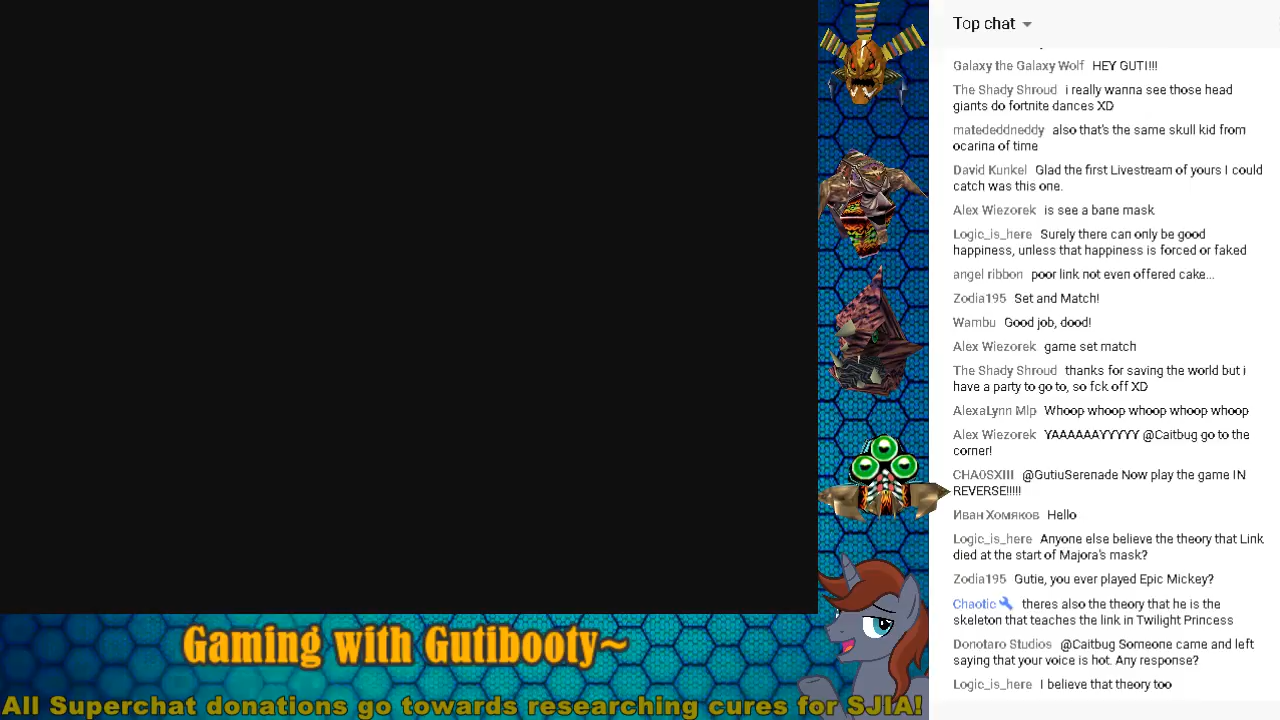 Top chat
Galaxy the Galaxy Wolf HEY GUTI!!!
The Shady Shroud i really wanna see those head
giants do fortnite dances XD
matededdneddy also that's the same skull kid from
ocarina of time
David Kunkel Glad the first Livestream of yours I could
catch was this one.
Alex Wiezorek is see a bane mask
Logic_is_here Surely there can only be good
happiness, unless that happiness is forced or faked
angel ribbon poor link not even offered cake...
Zodia195 Set and Match!
Wambu Good job, dood!
Alex Wiezorek game set match
The Shady Shroud thanks for saving the world but i
have a party to go to, so fck off XD
AlexaLynn Mlp Whoop whoop whoop whoop whoop
Alex Wiezorek YAAAAAAYYYYY @Caitbug go to the
corner!
CHA0SXIII @GutiuSerenade Now play the game IN
REVERSE!!!!!
Иван Хомяков Hello
Logic_is_here Anyone else believe the theory that Link
died at the start of Majora's mask?
Zodia195 Gutie, you ever played Epic Mickey?
Chaotic theres also the theory that he is the
skeleton that teaches the link in Twilight Princess
Donotaro Studios @Caitbug Someone came and left
saying that your voice is hot. Any response?
Logic_is_here I believe that theory too
Gaming with Gutibooty~
All Superchat donations go towards researching cures for SJIA!